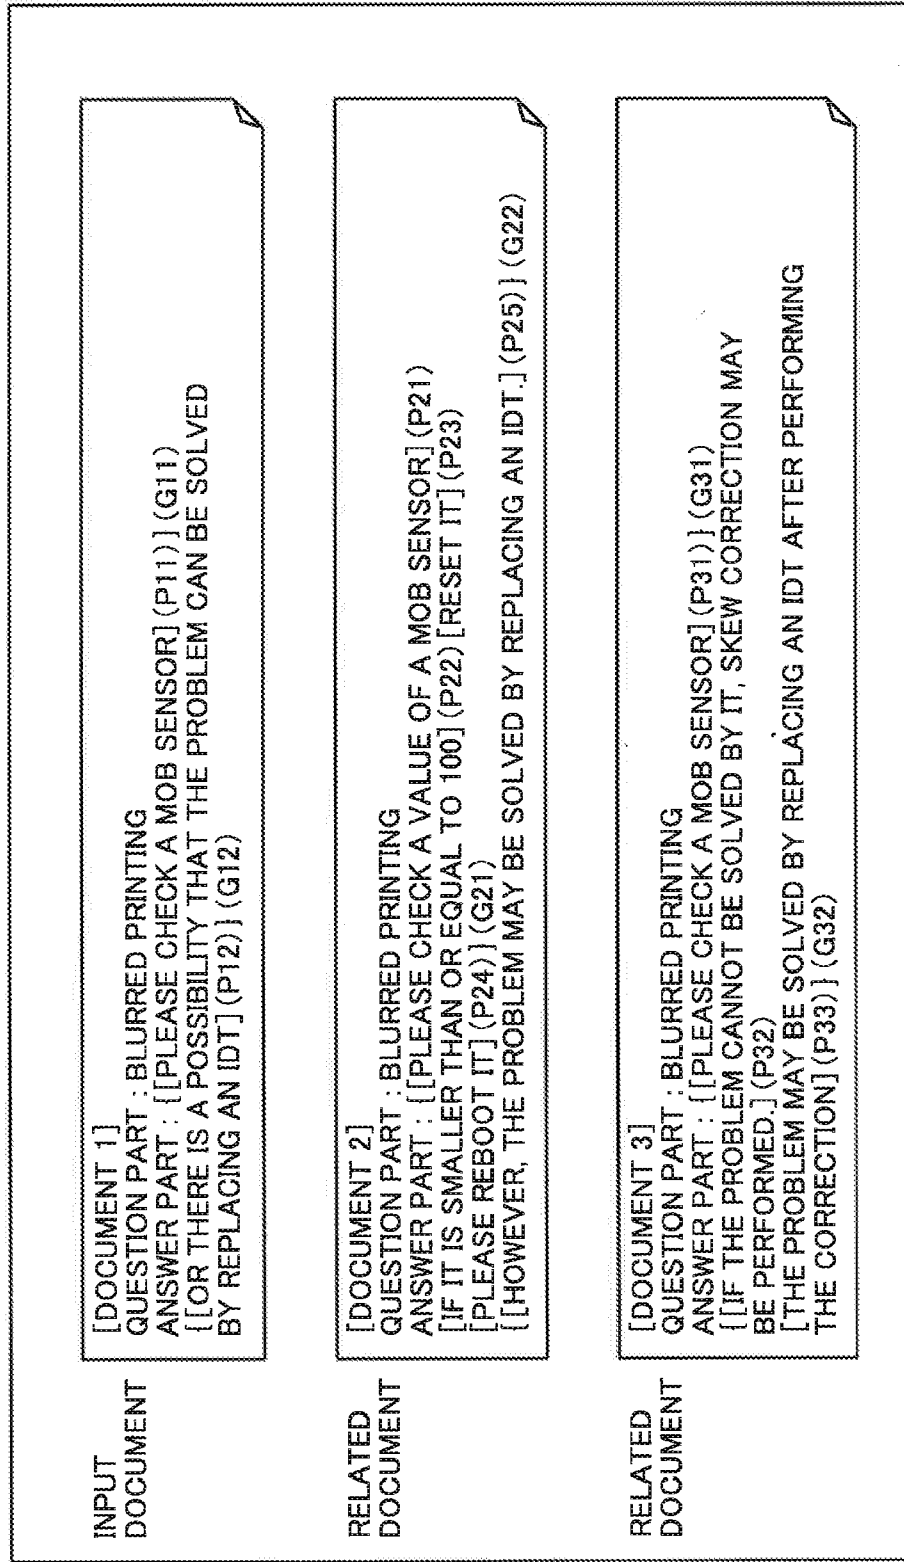 INPUT
DOCUMENT
[DOCUMENT 1]
QUESTION PART : BLURRED PRINTING
ANSWER PART : {[PLEASE CHECK A MOB SENSOR](P11)}(G11)
{[OR THERE IS A POSSIBILITY THAT THE PROBLEM CAN BE SOLVED
BY REPLACING AN IDT](P12)}(G12)
RELATED
DOCUMENT
[DOCUMENT 2]
QUESTION PART : BLURRED PRINTING
ANSWER PART : {[PLEASE CHECK A VALUE OF A MOB SENSOR](P21)
[IF IT IS SMALLER THAN OR EQUAL TO 100](P22)[RESET IT](P23)
[PLEASE REBOOT IT](P24)}(G21)
{[HOWEVER, THE PROBLEM MAY BE SOLVED BY REPLACING AN IDT.](P25)}(G22)
RELATED
DOCUMENT
[DOCUMENT 3]
QUESTION PART : BLURRED PRINTING
ANSWER PART : {[PLEASE CHECK A MOB SENSOR](P31)}(G31)
{[IF THE PROBLEM CANNOT BE SOLVED BY IT, SKEW CORRECTION MAY
BE PERFORMED.](P32)
[THE PROBLEM MAY BE SOLVED BY REPLACING AN IDT AFTER PERFORMING
THE CORRECTION](P33)}(G32)